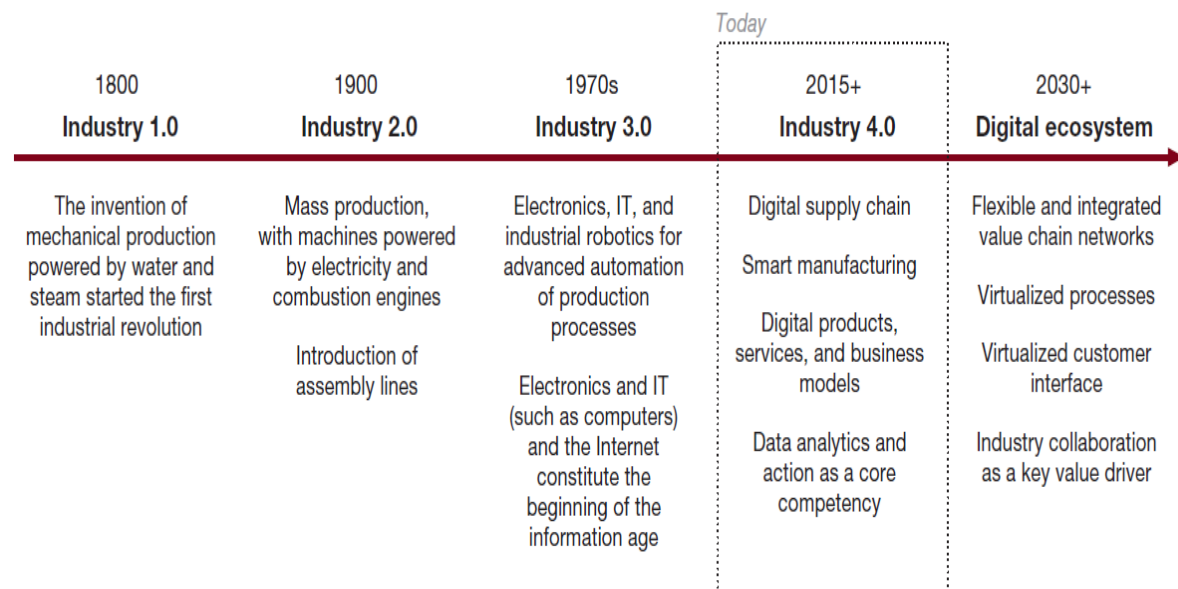 Today
1800
Industry 1.0
The invention of
mechanical production
powered by water and
steam started the first
industrial revolution
1900
Industry 2.0
Mass production,
with machines powered
by electricity and
combustion engines
Introduction of
assembly lines
1970s
Industry 3.0
Electronics, IT, and
industrial robotics for
advanced automation
of production
processes
Electronics and IT
(such as computers)
and the Internet
constitute the
beginning of the
information age
2015+
Industry 4.0
Digital supply chain
Smart manufacturing
Digital products,
services, and business
models
Data analytics and
action as a core
competency
2030+
Digital ecosystem
Flexible and integrated
value chain networks
Virtualized processes
Virtualized customer
interface
Industry collaboration
as a key value driver